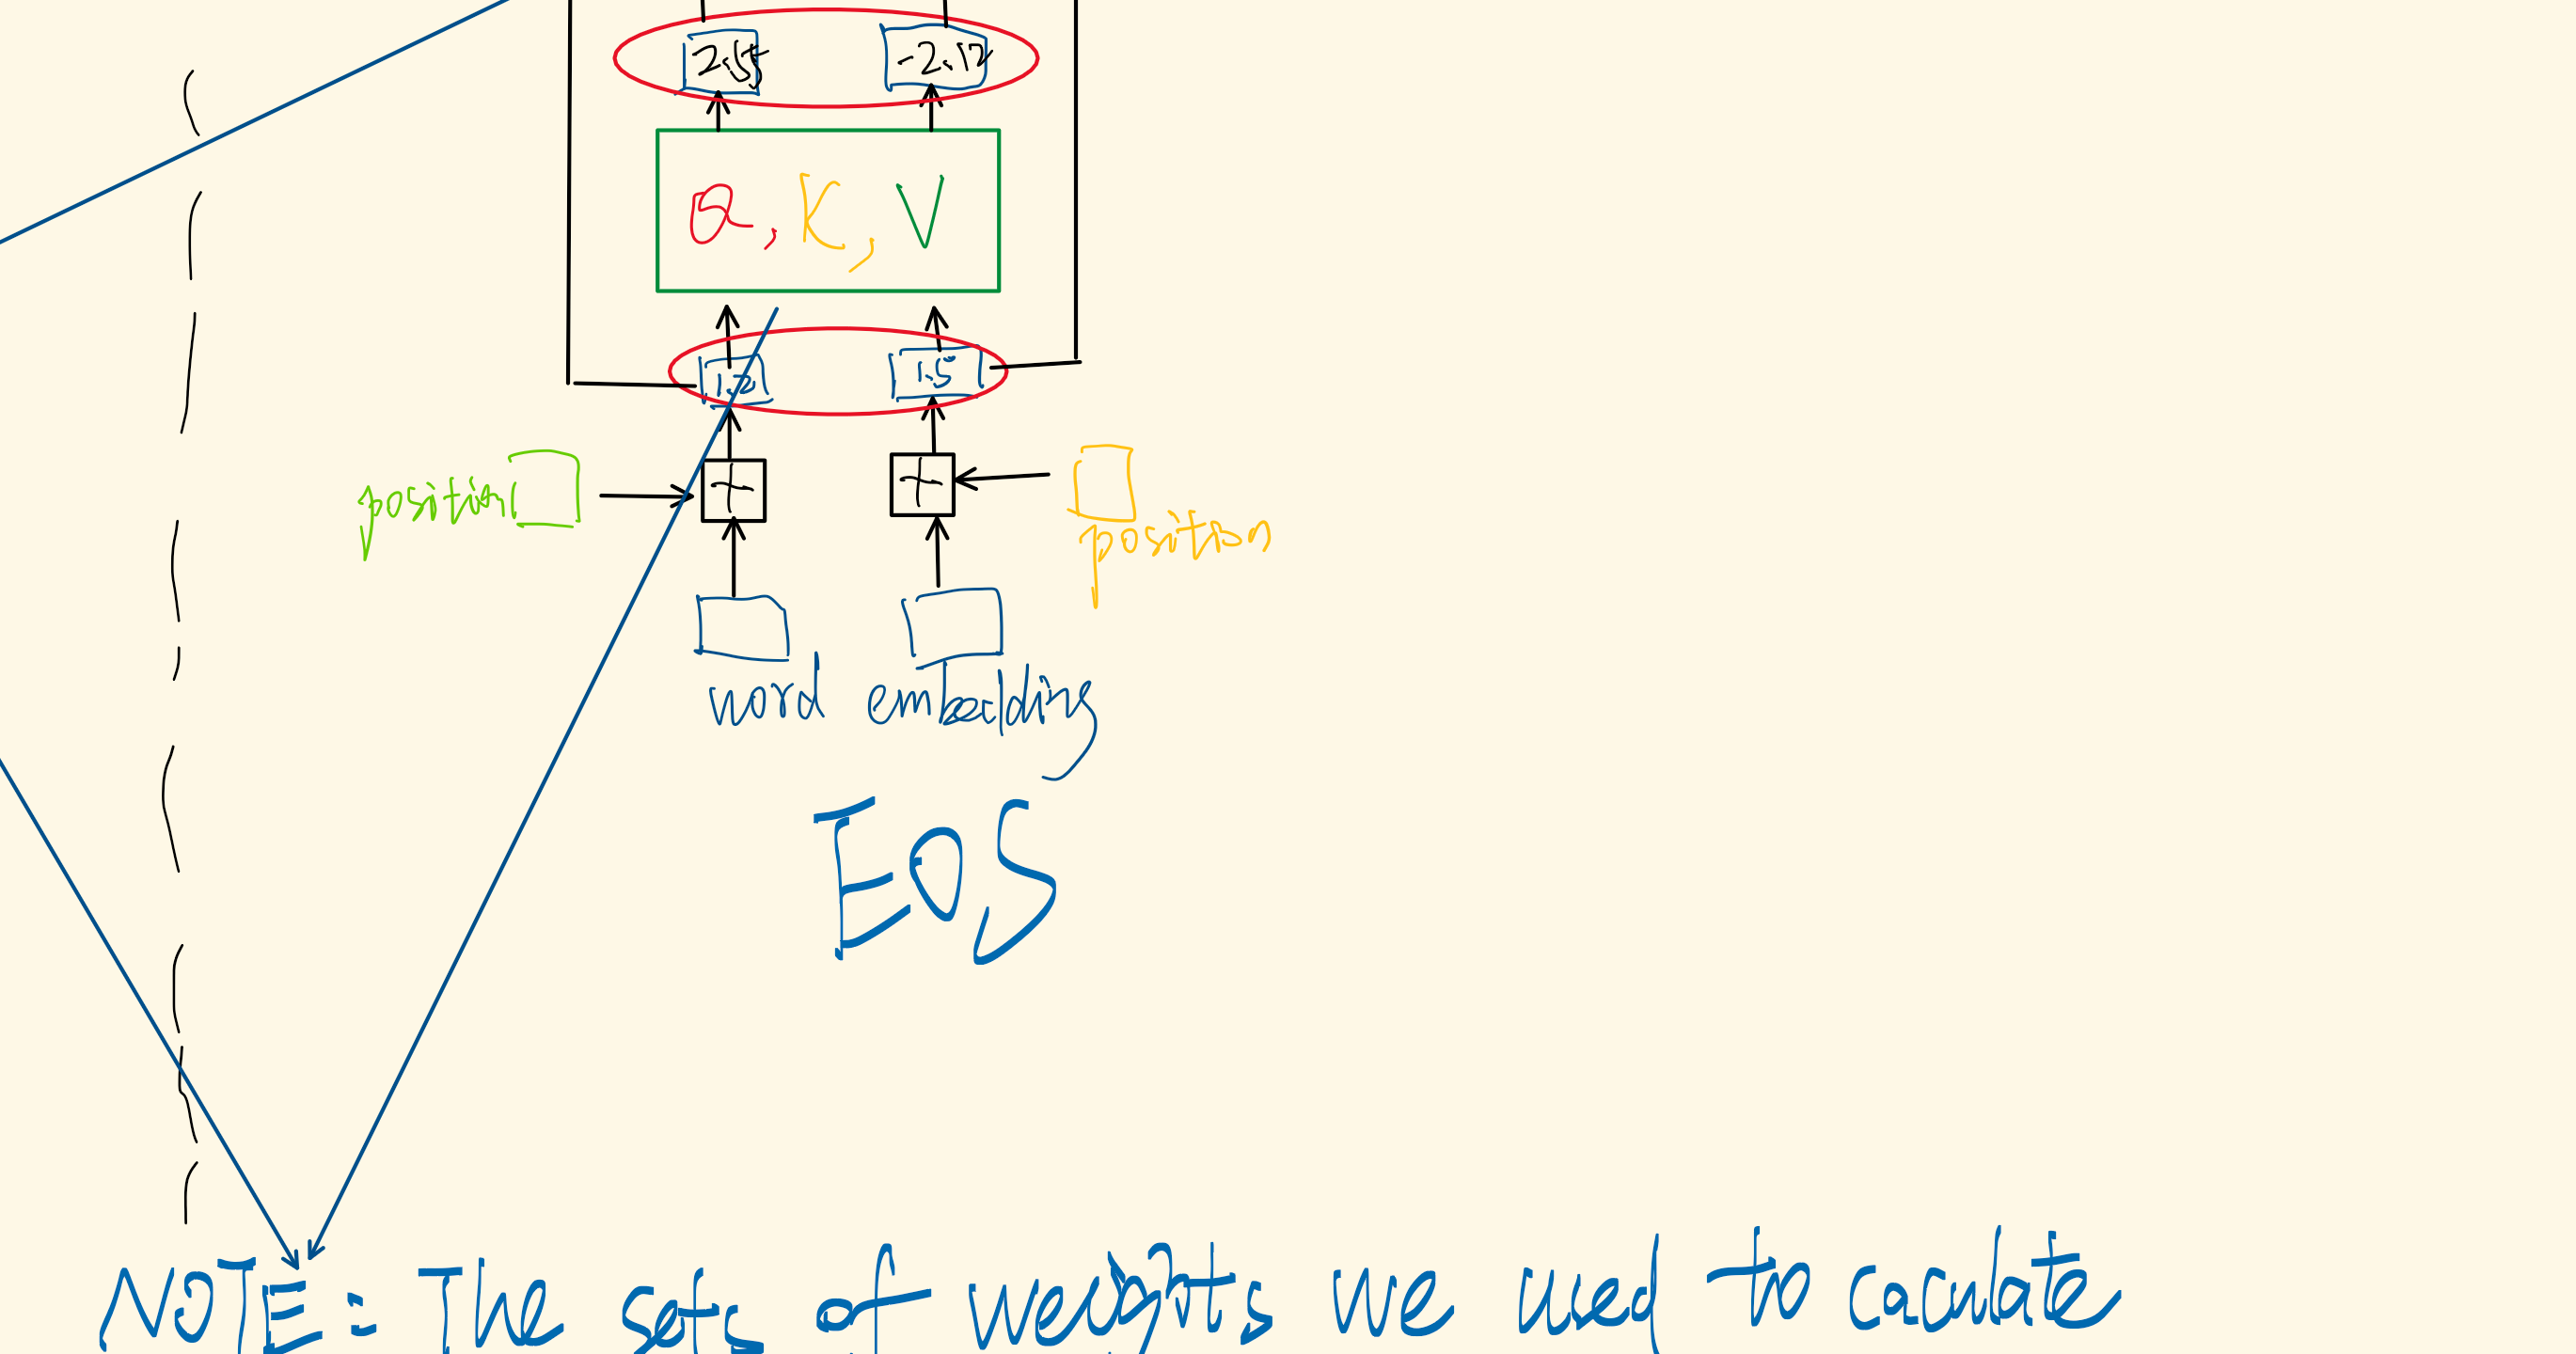 2.5 -2.12
Q, K, V
1.2 1.5
position + + position
word embedding
EOS
NOTE: The sets of weights we used to caculate